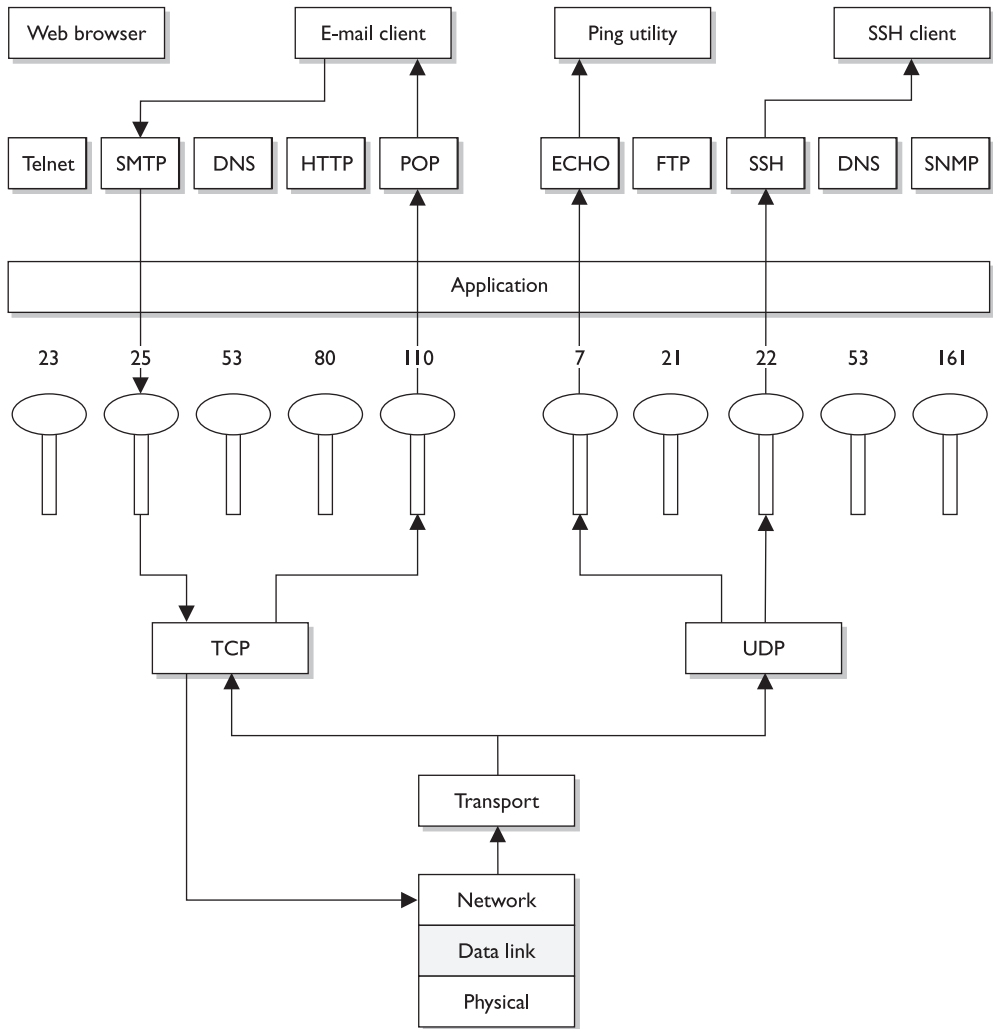 Web browser
E-mail client
Ping utility
SSH client
Telnet
SMTP
DNS
HTTP
POP
ECHO
FTP
SSH
DNS
SNMP
Application
23
25
53
80
110
7
21
22
53
161
TCP
UDP
Transport
Network
Data link
Physical